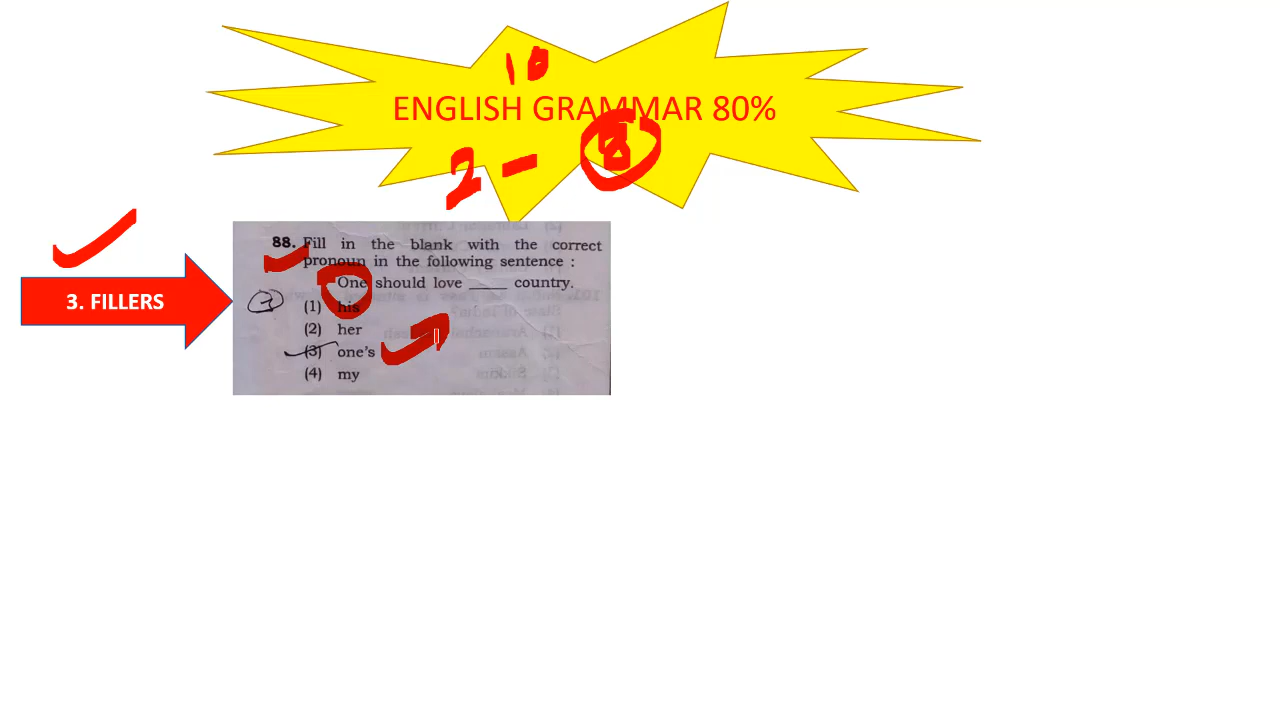 10
ENGLISH GRAMMAR 80%
2 - 8
3. FILLERS
88. Fill in the blank with the correct
pronoun in the following sentence :
One should love _____ country.
(1) his
(2) her
(3) one's
(4) my